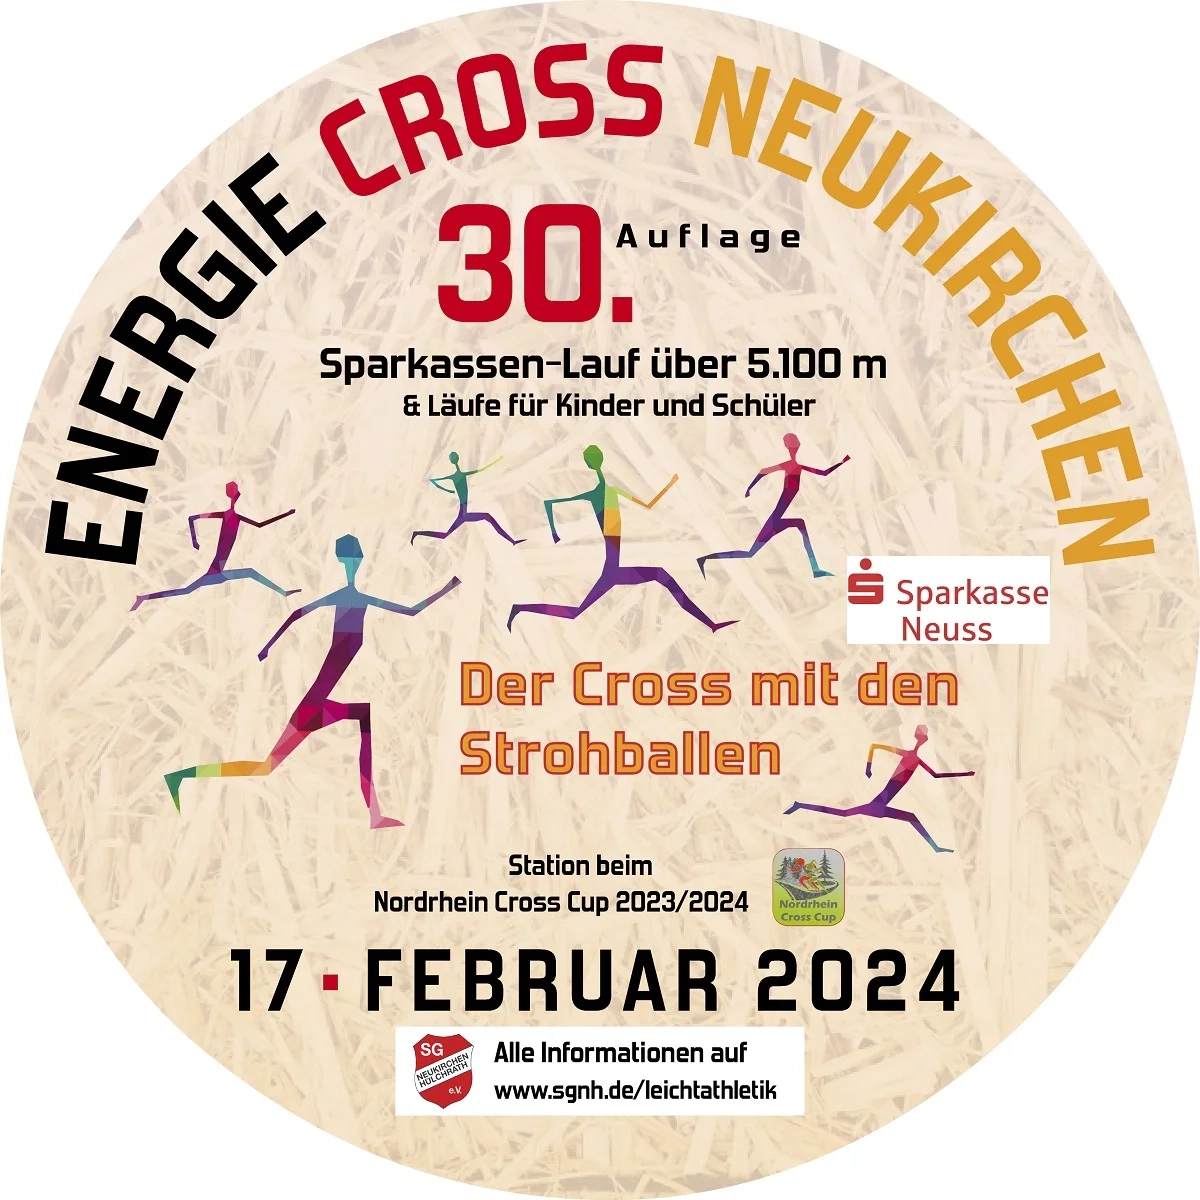 ENERGIE CROSS NEUKIRCHEN
30. Auflage
Sparkassen-Lauf über 5.100 m
& Läufe für Kinder und Schüler
Sparkasse
Neuss
Der Cross mit den
Strohballen
Station beim
Nordrhein Cross Cup 2023/2024
Nordrhein
Cross Cup
17 · FEBRUAR 2024
SG
NEUKIRCHEN
HÜLCHRATH
e.V.
Alle Informationen auf
www.sgnh.de/leichtathletik